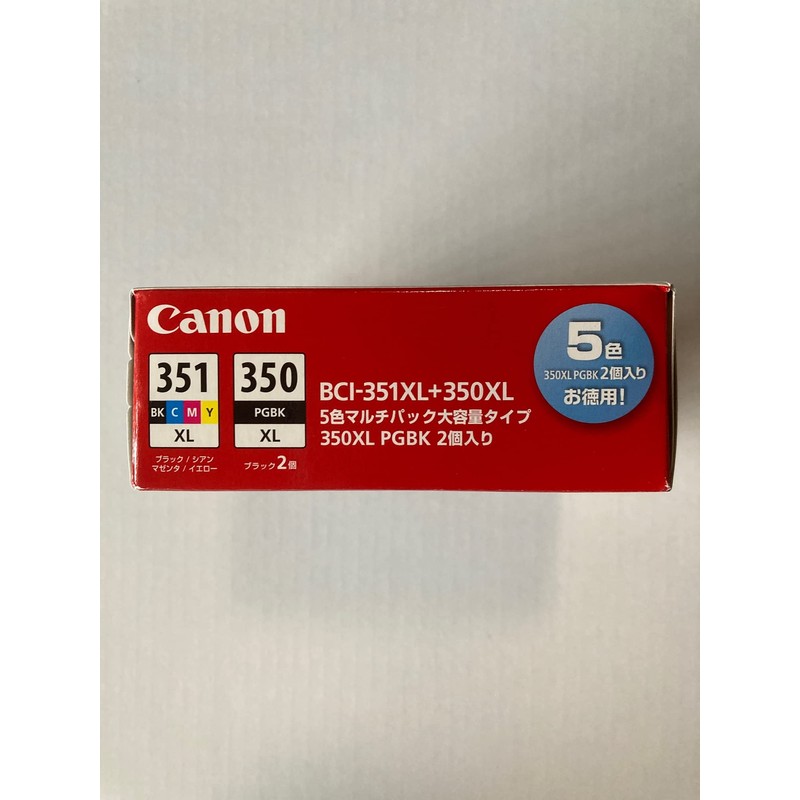 Canon
351
BK C M Y
XL
ブラック / シアン
マゼンタ / イエロー
350
PGBK
XL
ブラック2個
BCI-351XL+350XL
5色マルチパック大容量タイプ
350XL PGBK 2個入り
5色
350XL PGBK 2個入り
お徳用!